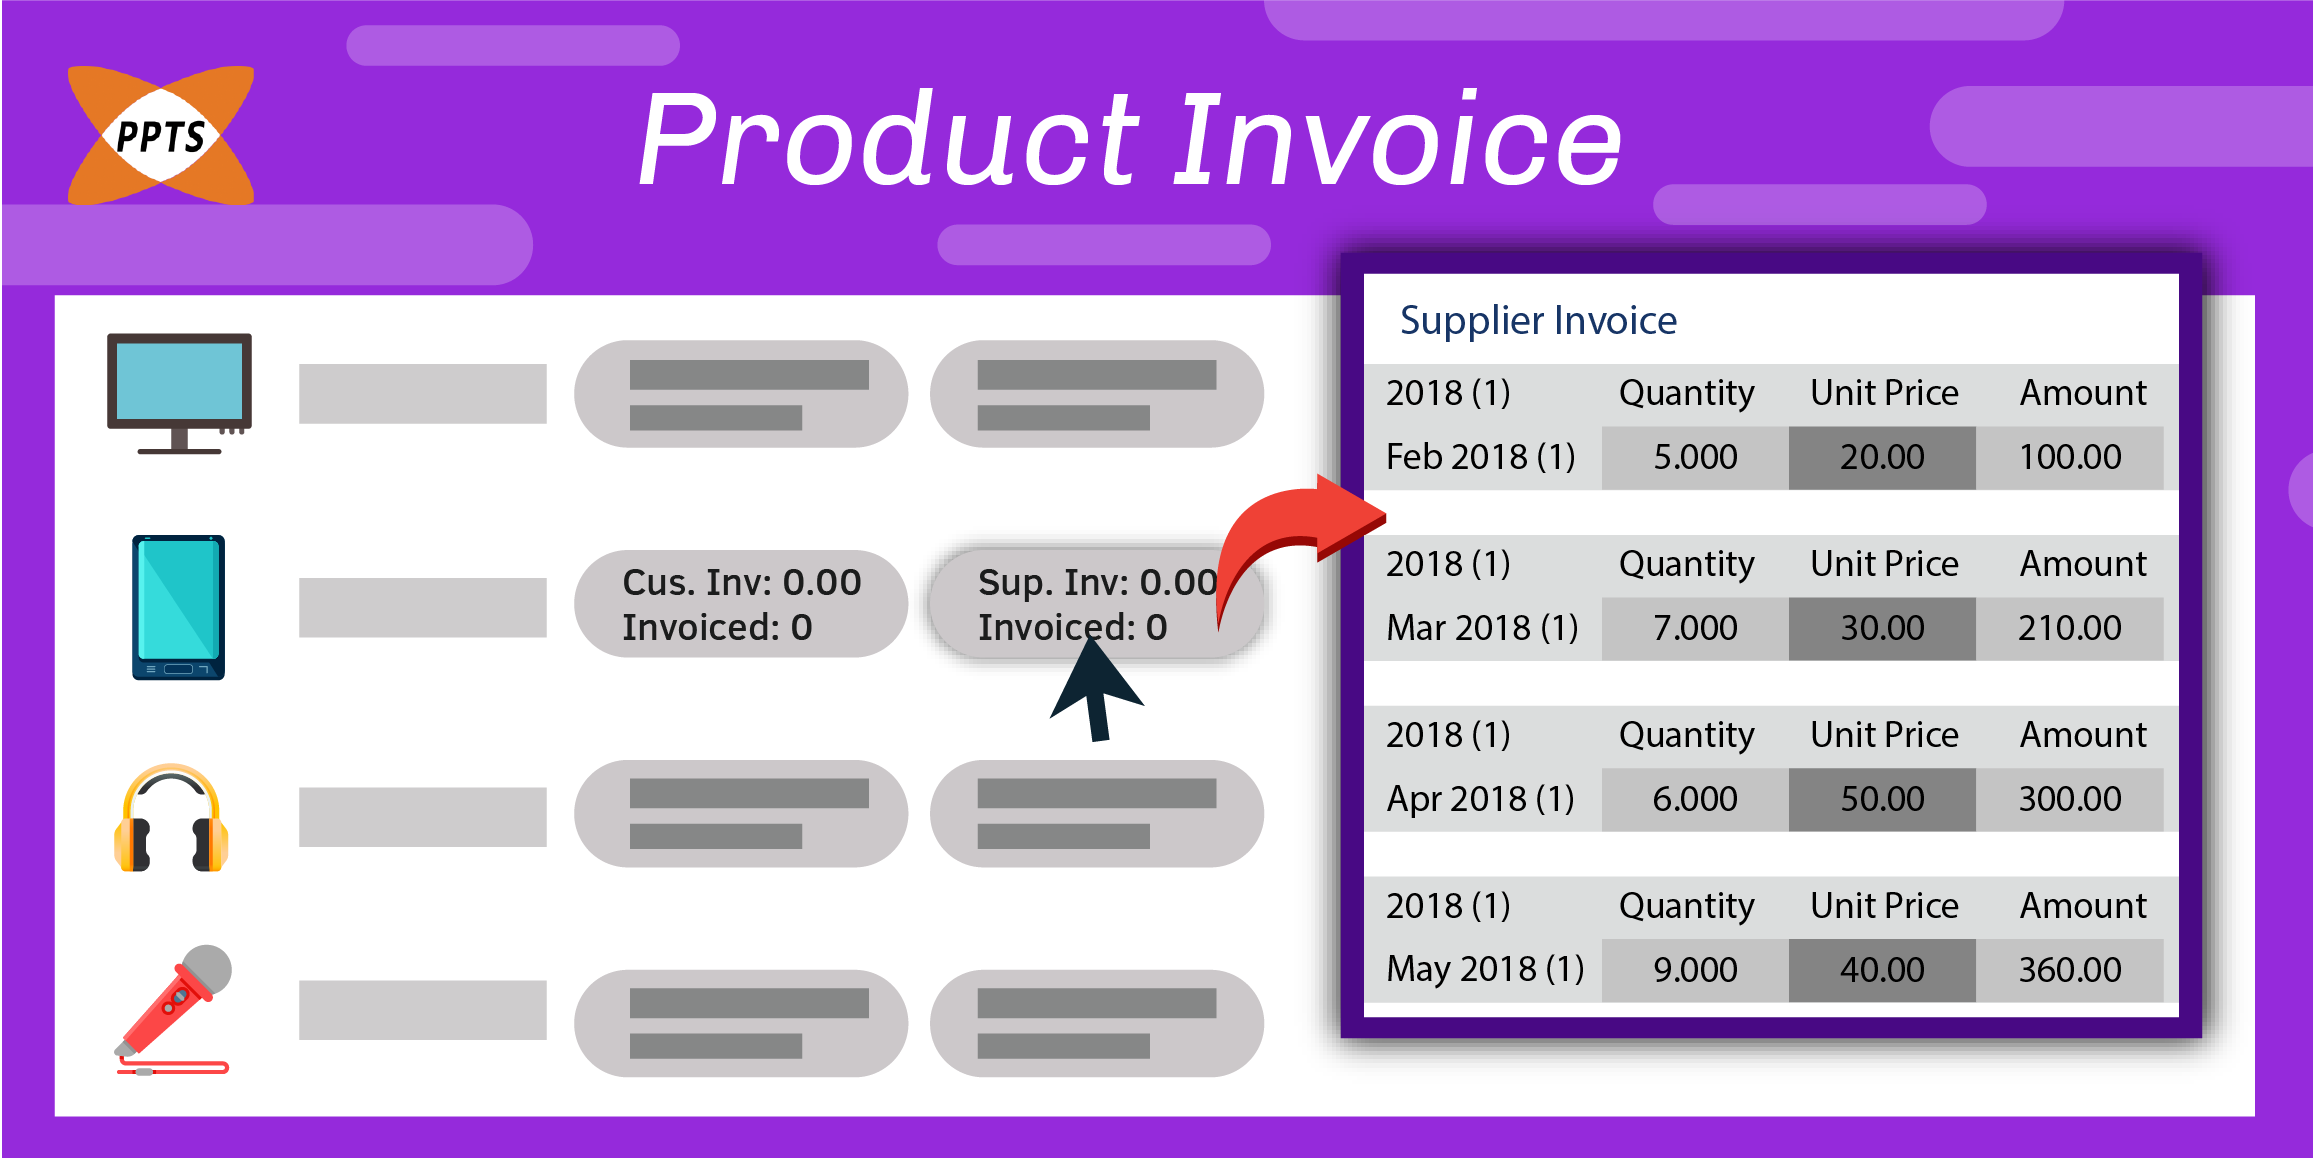 PPTS
Product Invoice
Cus. Inv: 0.00
Invoiced: 0
Sup. Inv: 0.00
Invoiced: 0
Supplier Invoice
2018 (1) Quantity Unit Price Amount
Feb 2018 (1) 5.000 20.00 100.00
2018 (1) Quantity Unit Price Amount
Mar 2018 (1) 7.000 30.00 210.00
2018 (1) Quantity Unit Price Amount
Apr 2018 (1) 6.000 50.00 300.00
2018 (1) Quantity Unit Price Amount
May 2018 (1) 9.000 40.00 360.00